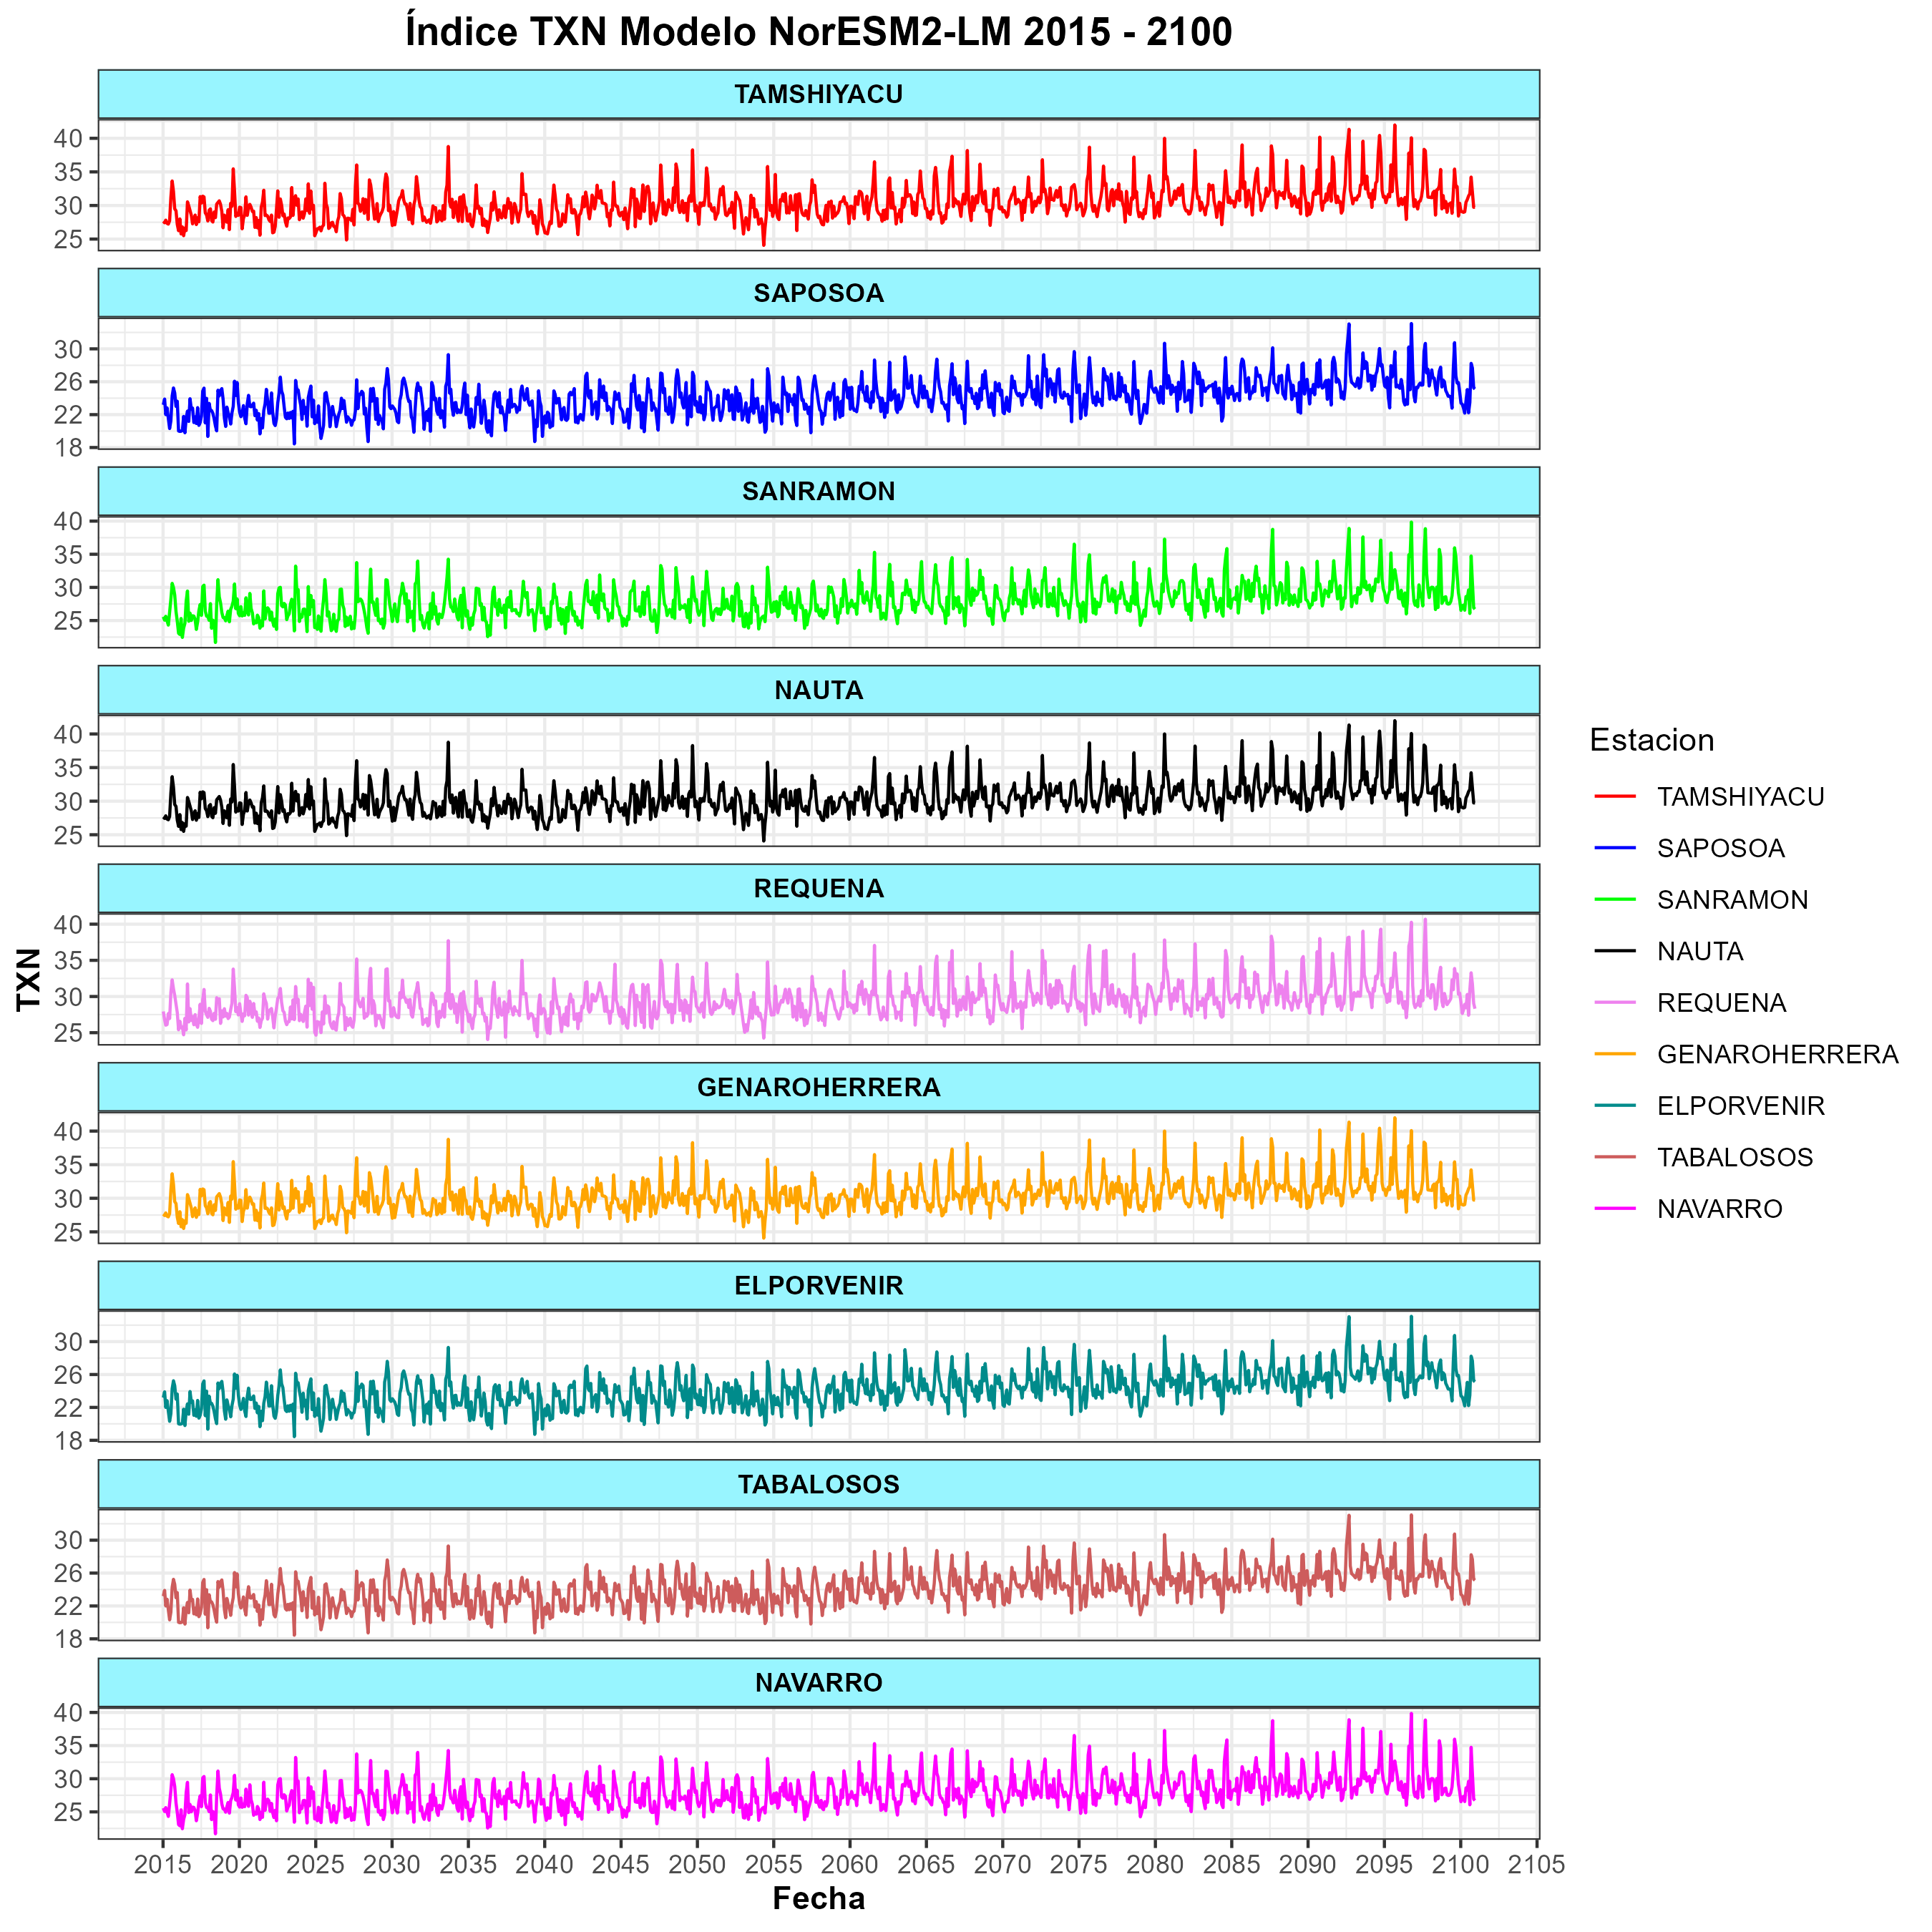 Índice TXN Modelo NorESM2-LM 2015 - 2100
TAMSHIYACU
40
35
30
25
SAPOSOA
30
26
22
18
SANRAMON
40
35
30
25
NAUTA
40
35
30
25
REQUENA
40
35
30
25
GENAROHERRERA
40
35
30
25
ELPORVENIR
30
26
22
18
TABALOSOS
30
26
22
18
NAVARRO
40
35
30
25
2015 2020 2025 2030 2035 2040 2045 2050 2055 2060 2065 2070 2075 2080 2085 2090 2095 2100 2105
Fecha
TXN
Estacion
TAMSHIYACU
SAPOSOA
SANRAMON
NAUTA
REQUENA
GENAROHERRERA
ELPORVENIR
TABALOSOS
NAVARRO